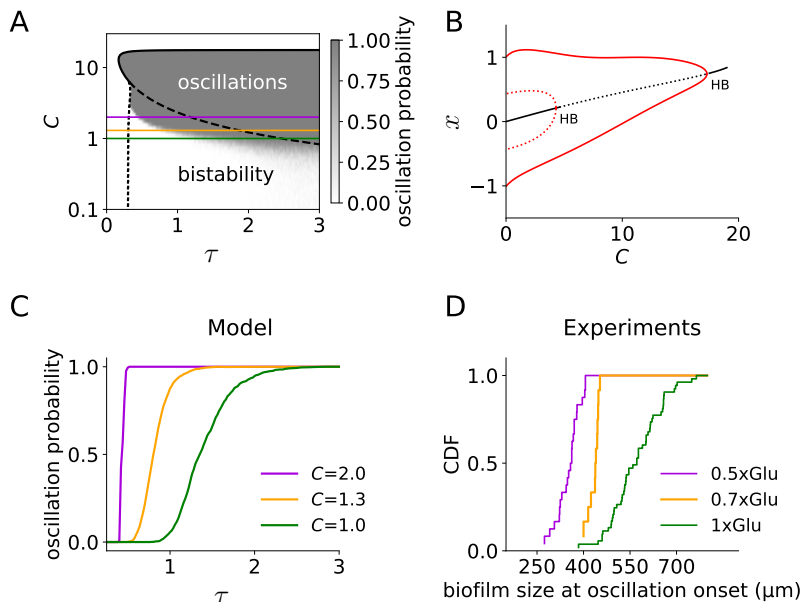 A
C
10
1
0.1
oscillations
bistability
0
1
2
3
τ
1.00
0.75
0.50
0.25
0.00
oscillation probability
B
x
1
0
−1
HB
HB
0
10
20
C
C
Model
oscillation probability
1.0
0.5
0.0
C=2.0
C=1.3
C=1.0
1
2
3
τ
D
Experiments
CDF
1.0
0.5
0.0
0.5xGlu
0.7xGlu
1xGlu
250
400
550
700
biofilm size at oscillation onset (μm)